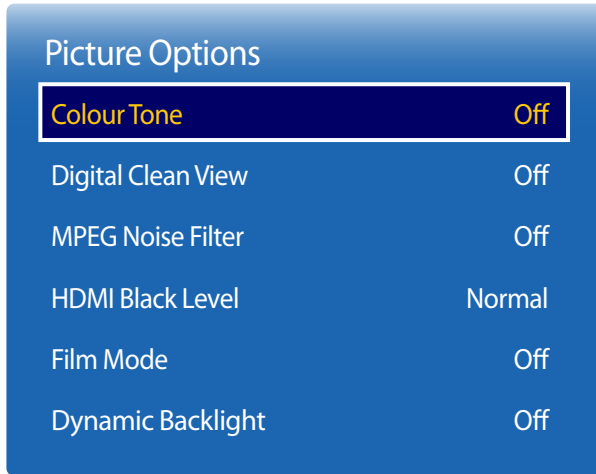 Picture Options
Colour Tone Off
Digital Clean View Off
MPEG Noise Filter Off
HDMI Black Level Normal
Film Mode Off
Dynamic Backlight Off